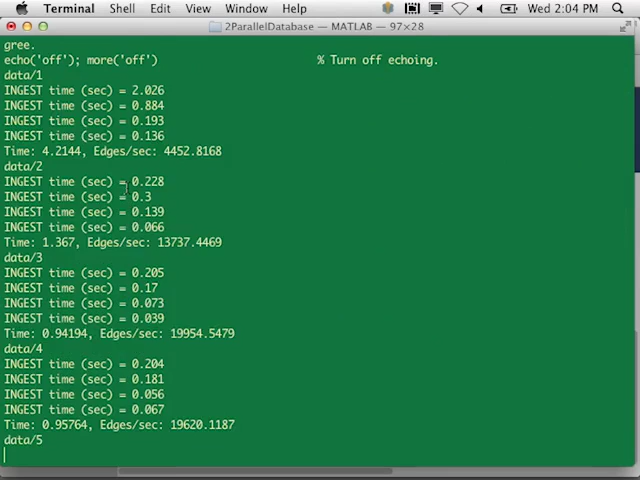 Terminal Shell Edit View Window Help Wed 2:04 PM
2ParallelDatabase — MATLAB — 97×28
gree.
echo('off'); more('off') % Turn off echoing.
data/1
INGEST time (sec) = 2.026
INGEST time (sec) = 0.884
INGEST time (sec) = 0.193
INGEST time (sec) = 0.136
Time: 4.2144, Edges/sec: 4452.8168
data/2
INGEST time (sec) = 0.228
INGEST time (sec) = 0.3
INGEST time (sec) = 0.139
INGEST time (sec) = 0.066
Time: 1.367, Edges/sec: 13737.4469
data/3
INGEST time (sec) = 0.205
INGEST time (sec) = 0.17
INGEST time (sec) = 0.073
INGEST time (sec) = 0.039
Time: 0.94194, Edges/sec: 19954.5479
data/4
INGEST time (sec) = 0.204
INGEST time (sec) = 0.181
INGEST time (sec) = 0.056
INGEST time (sec) = 0.067
Time: 0.95764, Edges/sec: 19620.1187
data/5